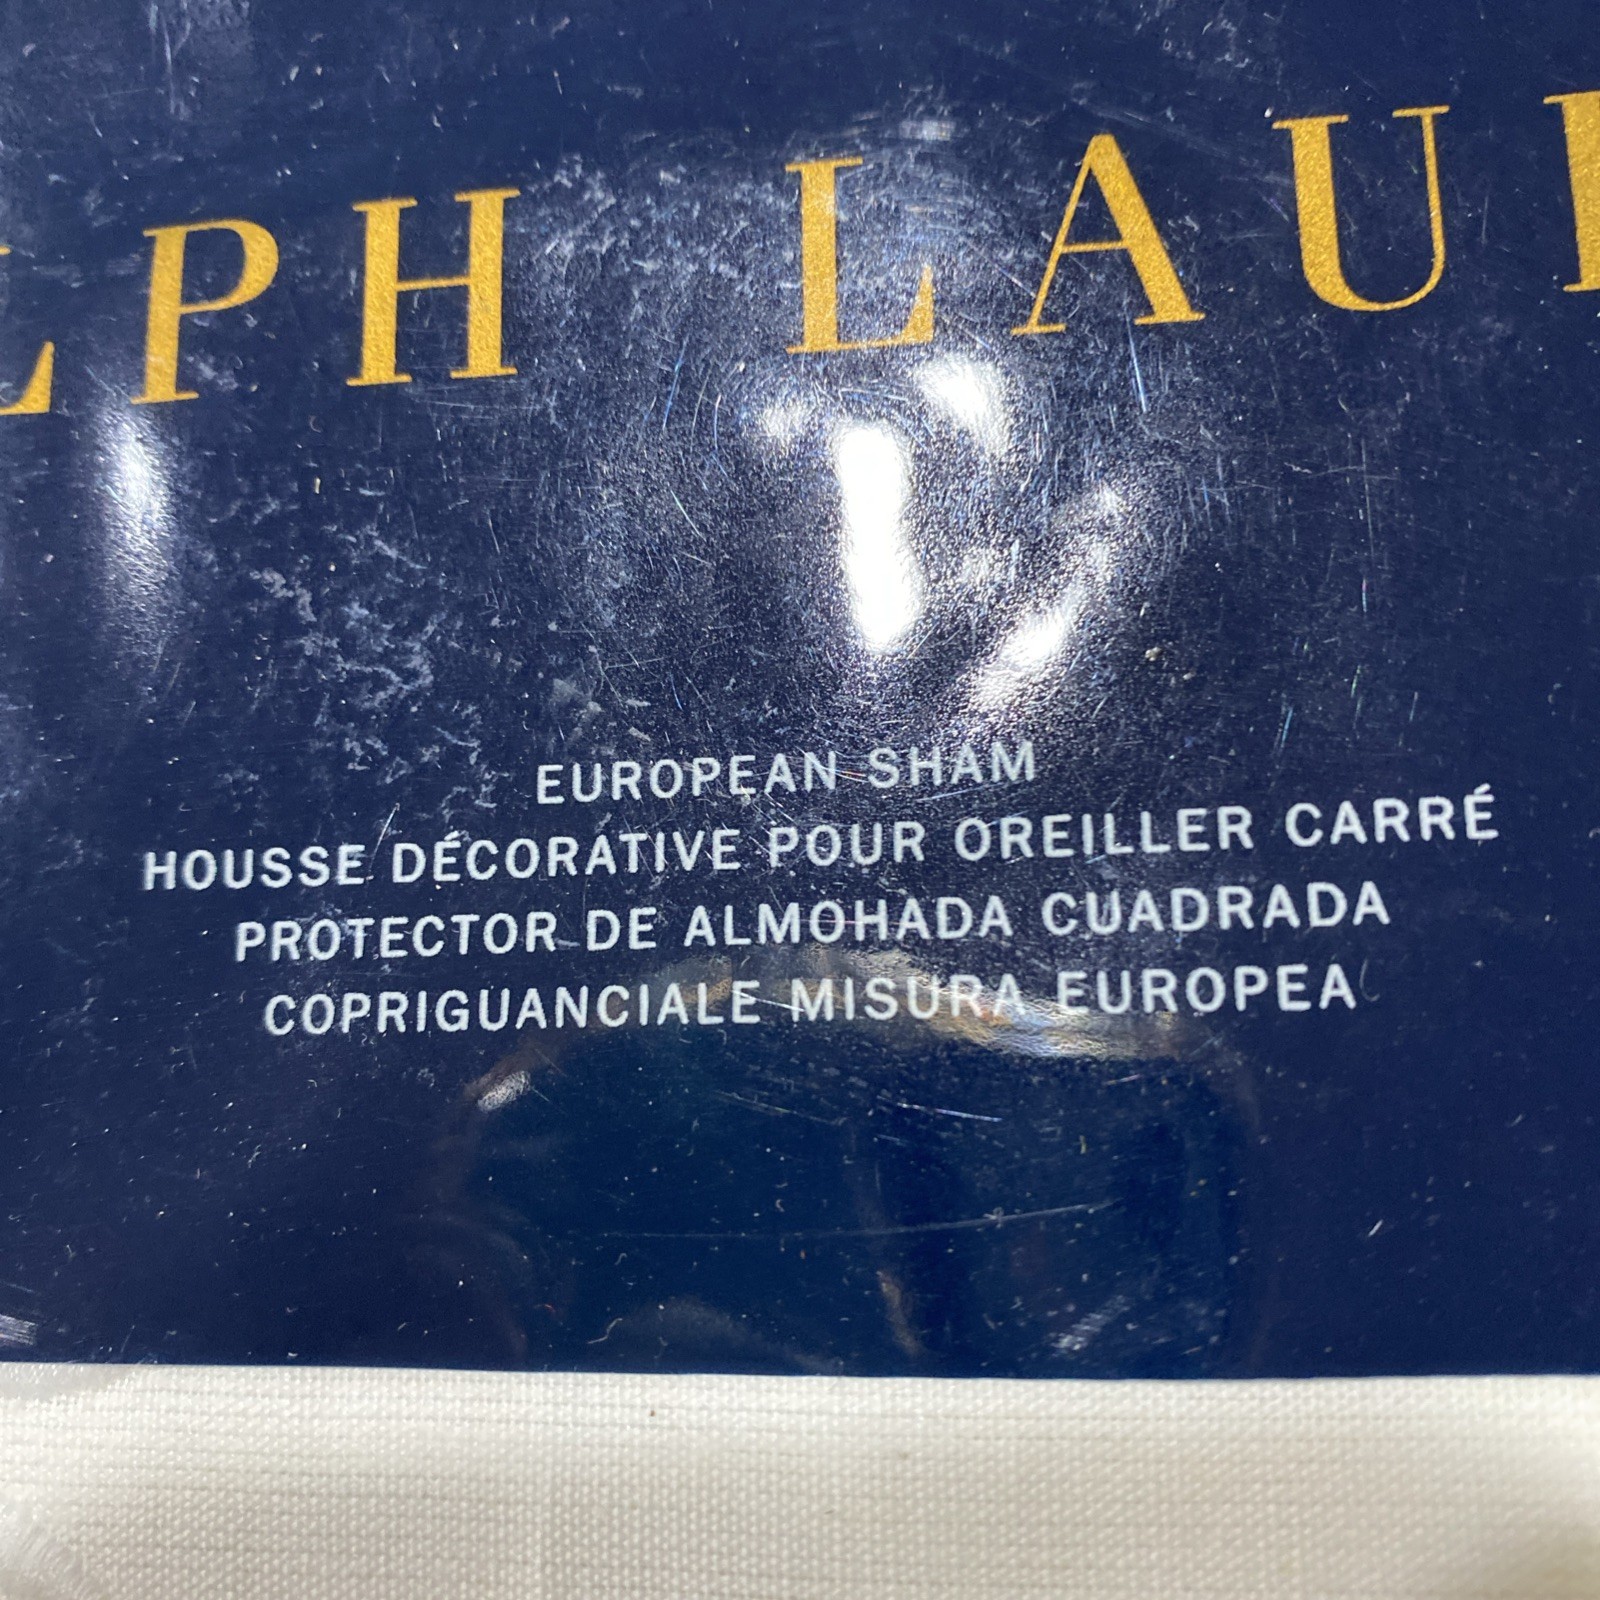 LPH LAU
EUROPEAN SHAM
HOUSSE DÉCORATIVE POUR OREILLER CARRÉ
PROTECTOR DE ALMOHADA CUADRADA
COPRIGUANCIALE MISURA EUROPEA